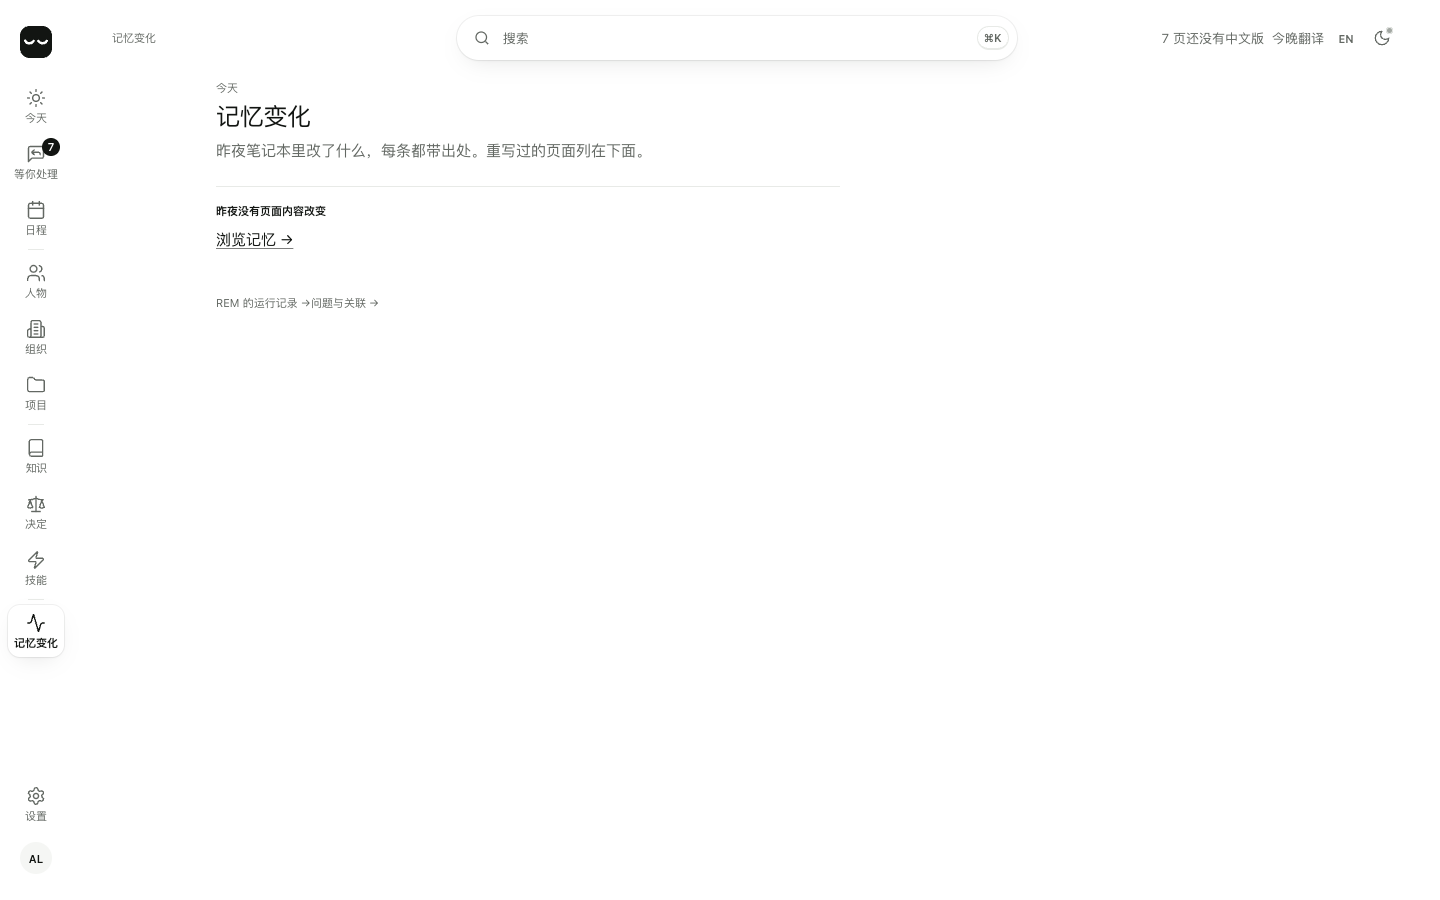 记忆变化
搜索
⌘K
7 页还没有中文版 今晚翻译 EN
今天
7
等你处理
日程
人物
组织
项目
知识
决定
技能
记忆变化
设置
AL
今天
记忆变化
昨夜笔记本里改了什么，每条都带出处。重写过的页面列在下面。
昨夜没有页面内容改变
浏览记忆 →
REM 的运行记录 →问题与关联 →